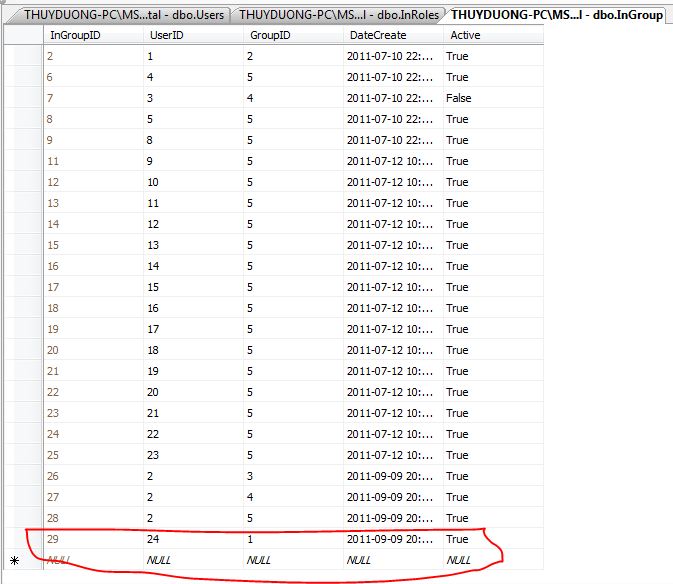 THUYDUONG-PC\MS...tal - dbo.Users THUYDUONG-PC\MS...l - dbo.InRoles THUYDUONG-PC\MS...l - dbo.InGroup
InGroupID UserID GroupID DateCreate Active
2 1 2 2011-07-10 22:... True
6 4 5 2011-07-10 22:... True
7 3 4 2011-07-10 22:... False
8 5 5 2011-07-10 22:... True
9 8 5 2011-07-10 22:... True
11 9 5 2011-07-12 10:... True
12 10 5 2011-07-12 10:... True
13 11 5 2011-07-12 10:... True
14 12 5 2011-07-12 10:... True
15 13 5 2011-07-12 10:... True
16 14 5 2011-07-12 10:... True
17 15 5 2011-07-12 10:... True
18 16 5 2011-07-12 10:... True
19 17 5 2011-07-12 10:... True
20 18 5 2011-07-12 10:... True
21 19 5 2011-07-12 10:... True
22 20 5 2011-07-12 10:... True
23 21 5 2011-07-12 10:... True
24 22 5 2011-07-12 10:... True
25 23 5 2011-07-12 10:... True
26 2 3 2011-09-09 20:... True
27 2 4 2011-09-09 20:... True
28 2 5 2011-09-09 20:... True
29 24 1 2011-09-09 20:... True
NULL NULL NULL NULL NULL